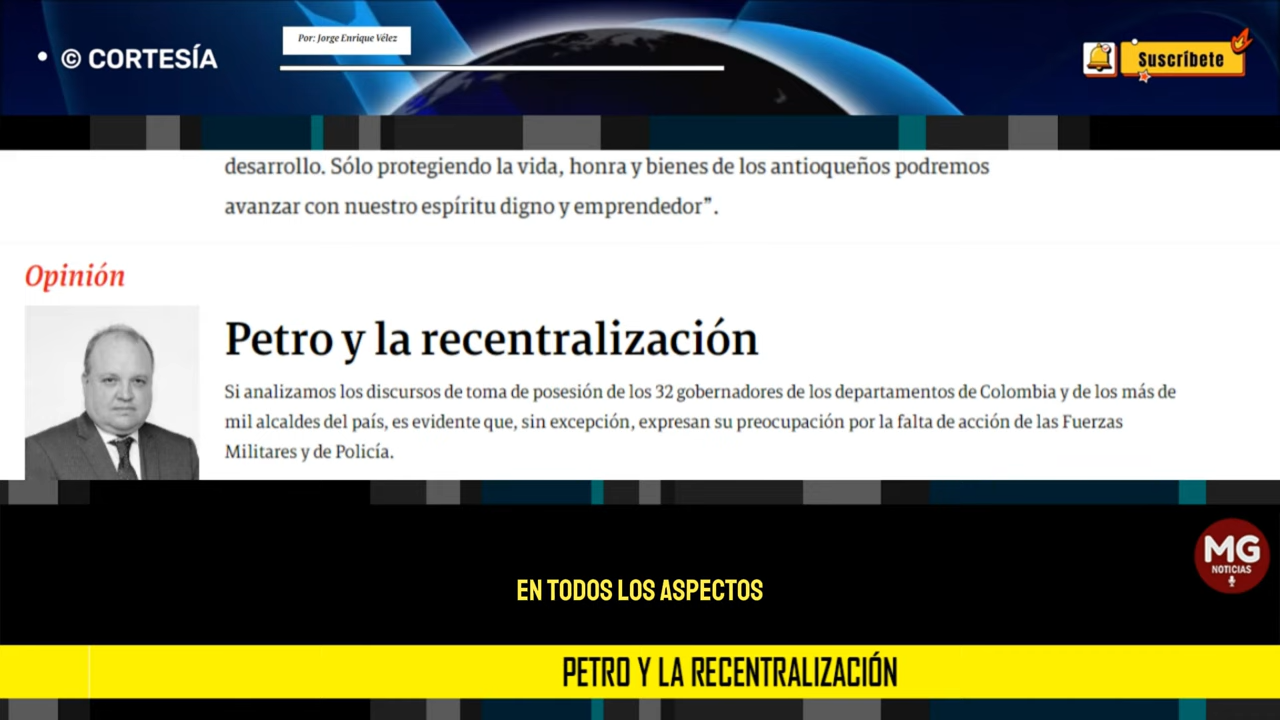 • © CORTESÍA
Por: Jorge Enrique Vélez
Suscríbete
desarrollo. Sólo protegiendo la vida, honra y bienes de los antioqueños podremos
avanzar con nuestro espíritu digno y emprendedor”.
Opinión
Petro y la recentralización
Si analizamos los discursos de toma de posesión de los 32 gobernadores de los departamentos de Colombia y de los más de
mil alcaldes del país, es evidente que, sin excepción, expresan su preocupación por la falta de acción de las Fuerzas
Militares y de Policía.
MG
NOTICIAS
EN TODOS LOS ASPECTOS
PETRO Y LA RECENTRALIZACIÓN